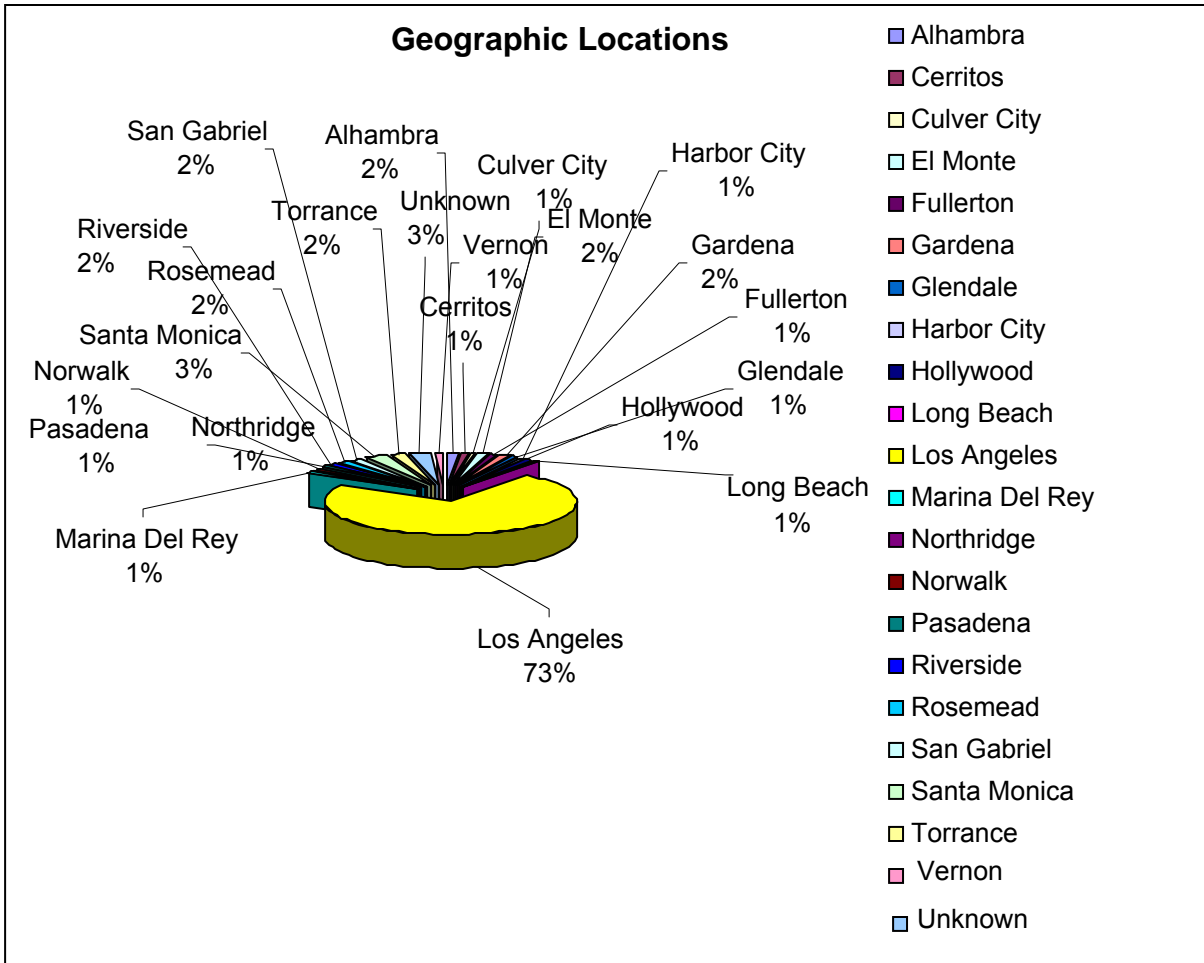 Geographic Locations
San Gabriel
2%
Alhambra
2%
Culver City
1%
Harbor City
1%
Riverside
2%
Torrance
2%
Unknown
3%
Vernon
1%
El Monte
2%
Gardena
2%
Rosemead
2%
Cerritos
1%
Fullerton
1%
Santa Monica
3%
Norwalk
1%
Glendale
1%
Pasadena
1%
Northridge
1%
Hollywood
1%
Long Beach
1%
Marina Del Rey
1%
Los Angeles
73%
Alhambra
Cerritos
Culver City
El Monte
Fullerton
Gardena
Glendale
Harbor City
Hollywood
Long Beach
Los Angeles
Marina Del Rey
Northridge
Norwalk
Pasadena
Riverside
Rosemead
San Gabriel
Santa Monica
Torrance
Vernon
Unknown